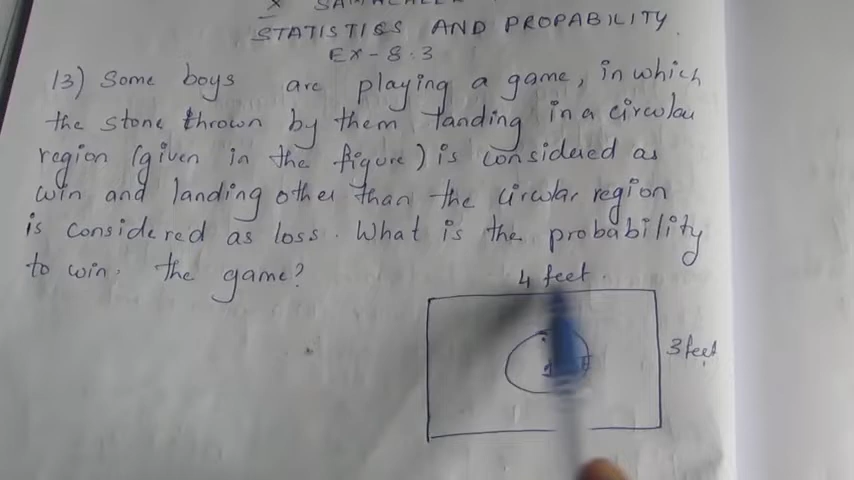 X
STATISTICS AND PROPABILITY
EX-8.3
13) Some boys are playing a game, in which
the stone thrown by them landing in a circular
region (given in the figure) is considered as
win and landing other than the circular region
is considered as loss. What is the probability
to win. the game?
4 feet.
3 feet